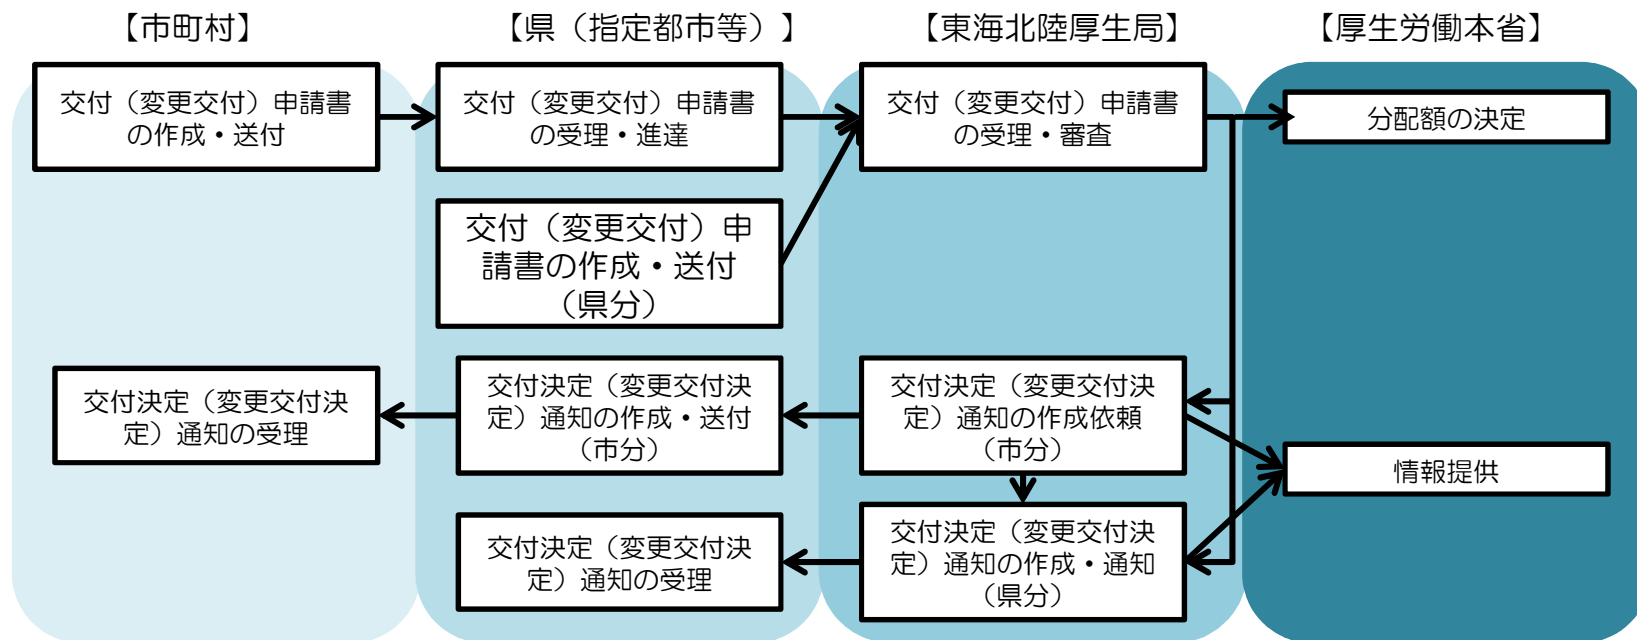 【市町村】
【県（指定都市等）】
【東海北陸厚生局】
【厚生労働本省】
交付（変更交付）申請書
の作成・送付
交付（変更交付）申請書
の受理・進達
交付（変更交付）申請書
の受理・審査
分配額の決定
交付（変更交付）申
請書の作成・送付
（県分）
交付決定（変更交付決
定）通知の受理
交付決定（変更交付決
定）通知の作成・送付
（市分）
交付決定（変更交付決
定）通知の作成依頼
（市分）
情報提供
交付決定（変更交付決
定）通知の受理
交付決定（変更交付決
定）通知の作成・通知
（県分）